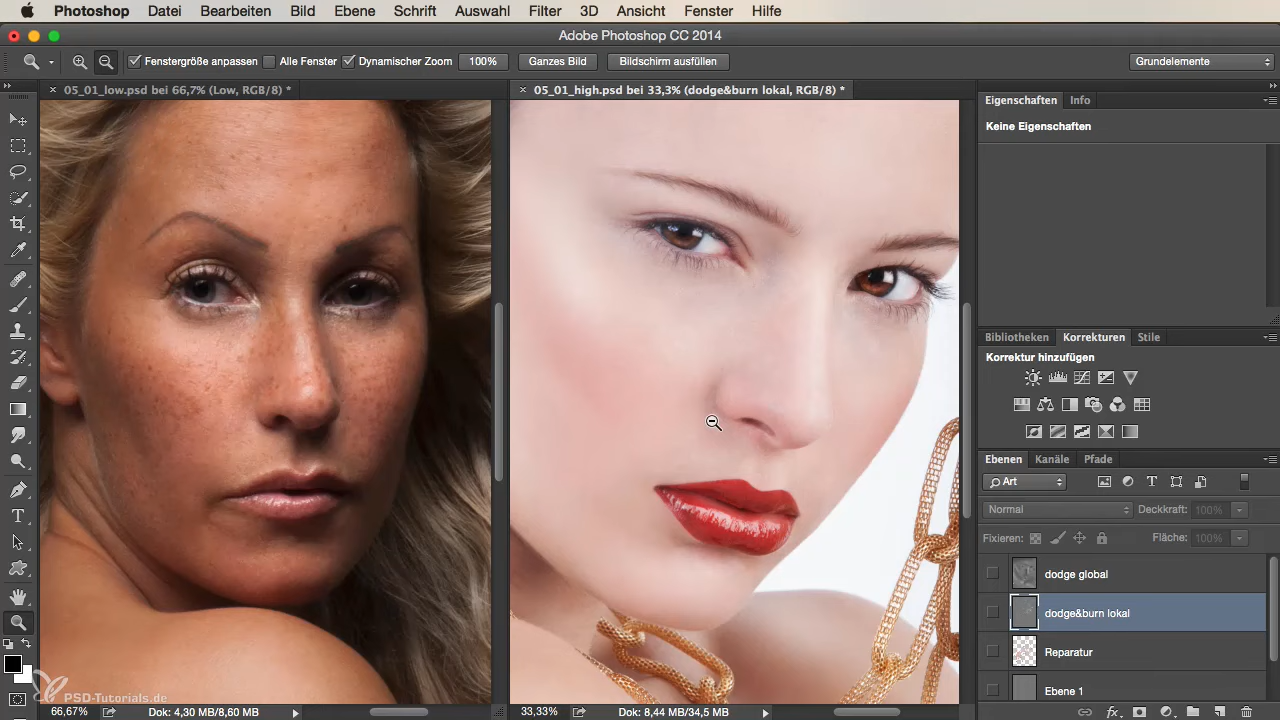 Photoshop Datei Bearbeiten Bild Ebene Schrift Auswahl Filter 3D Ansicht Fenster Hilfe
Adobe Photoshop CC 2014
Fenstergröße anpassen Alle Fenster Dynamischer Zoom 100% Ganzes Bild Bildschirm ausfüllen Grundelemente
05_01_low.psd bei 66,7% (Low, RGB/8) * 05_01_high.psd bei 33,3% (dodge&burn lokal, RGB/8) *
Eigenschaften Info
Keine Eigenschaften
Bibliotheken Korrekturen Stile
Korrektur hinzufügen
Ebenen Kanäle Pfade
Art
Normal Deckkraft: 100%
Fixieren: Fläche: 100%
dodge global
dodge&burn lokal
Reparatur
Ebene 1
PSD-Tutorials.de
66,67% Dok: 4,30 MB/8,60 MB 33,33% Dok: 8,44 MB/34,5 MB